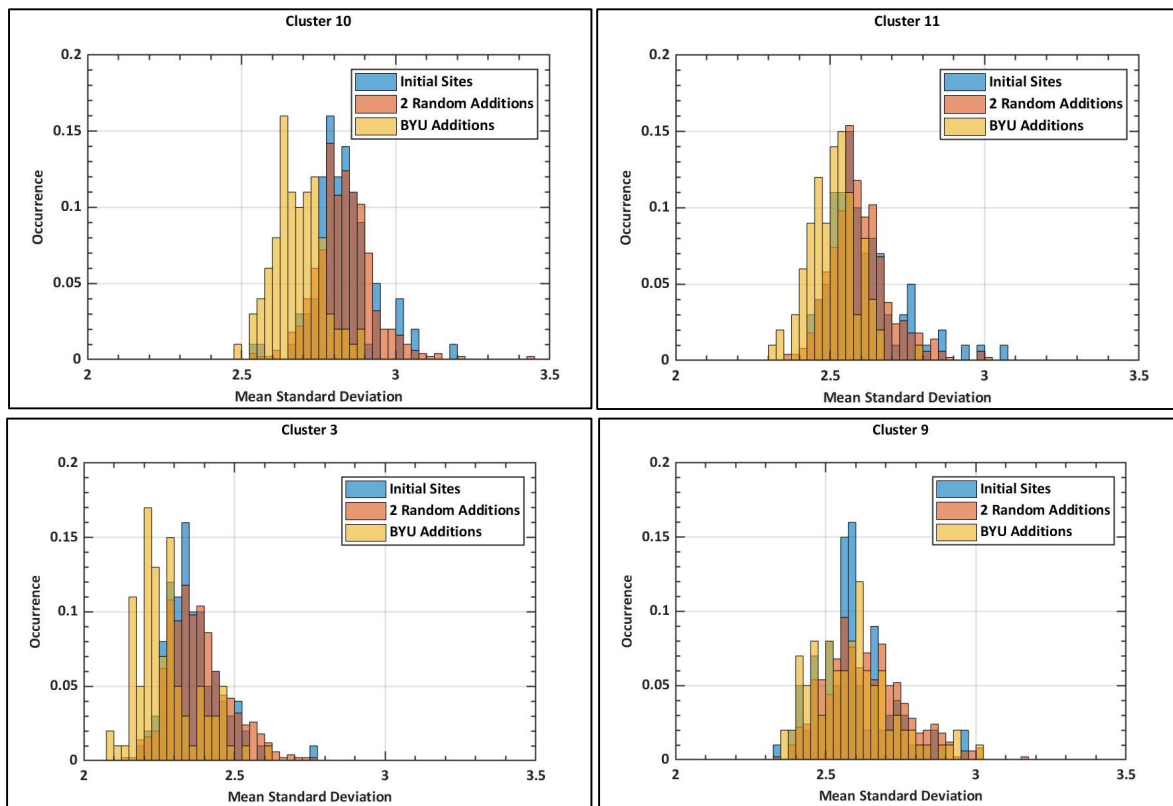 Cluster 10
0.2
0.15
0.1
0.05
0
Occurrence
Initial Sites
2 Random Additions
BYU Additions
2
2.5
3
3.5
Mean Standard Deviation
Cluster 11
0.2
0.15
0.1
0.05
0
Occurrence
Initial Sites
2 Random Additions
BYU Additions
2
2.5
3
3.5
Mean Standard Deviation
Cluster 3
0.2
0.15
0.1
0.05
0
Occurrence
Initial Sites
2 Random Additions
BYU Additions
2
2.5
3
3.5
Mean Standard Deviation
Cluster 9
0.2
0.15
0.1
0.05
0
Occurrence
Initial Sites
2 Random Additions
BYU Additions
2
2.5
3
3.5
Mean Standard Deviation